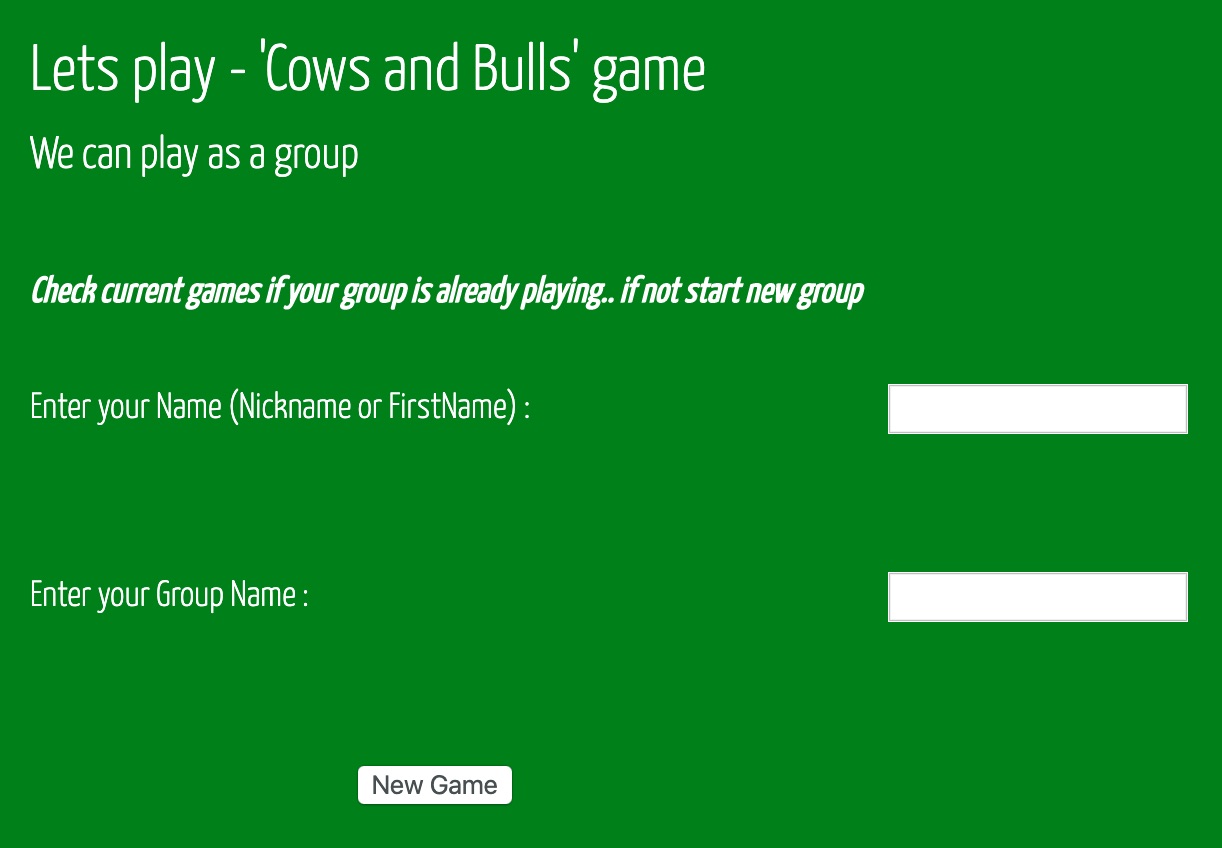 Lets play - 'Cows and Bulls' game
We can play as a group
Check current games if your group is already playing.. if not start new group
Enter your Name (Nickname or FirstName) :
Enter your Group Name :
New Game